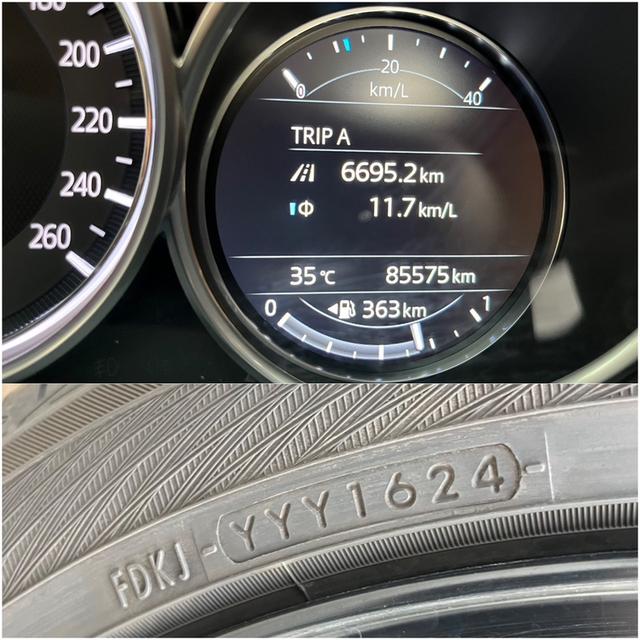 180
200
220
240
260
20
0 km/L 40
TRIP A
6695.2 km
Φ 11.7 km/L
35 °C 85575 km
0 363 km 1
FDKJ -YYY1624-